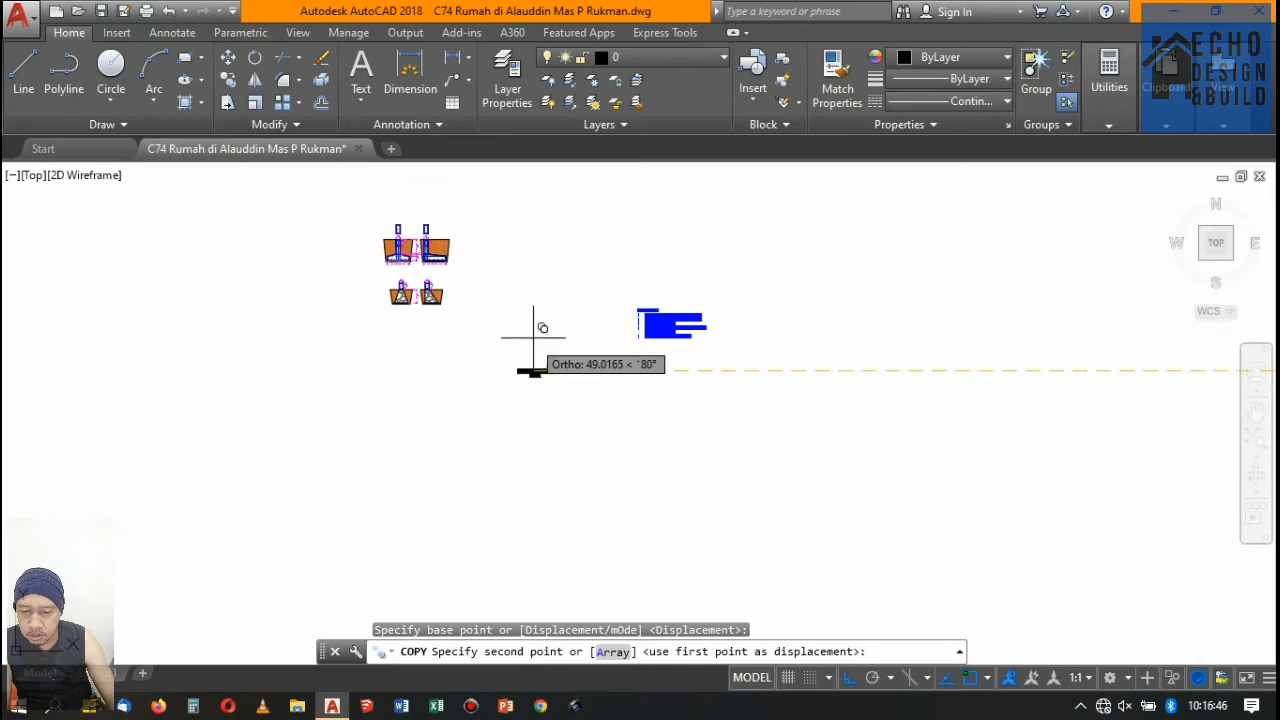 Autodesk AutoCAD 2018 C74 Rumah di Alauddin Mas P Rukman.dwg
Type a keyword or phrase
Sign In
Home Insert Annotate Parametric View Manage Output Add-ins A360 Featured Apps Express Tools
ECHO
DESIGN
&BUILD
0
ByLayer
ByLayer
Contin...
Line Polyline Circle Arc
Text Dimension
Layer
Properties
Insert
Match
Properties
Group
Utilities
Clipboard
View
Draw Modify Annotation Layers Block Properties Groups
Start
C74 Rumah di Alauddin Mas P Rukman*
[−][Top][2D Wireframe]
N
W TOP E
S
WCS
Ortho: 49.0165 < 180°
Specify base point or [Displacement/mOde] <Displacement>:
COPY Specify second point or [Array] <use first point as displacement>:
Model
MODEL
1:1
10:16:46